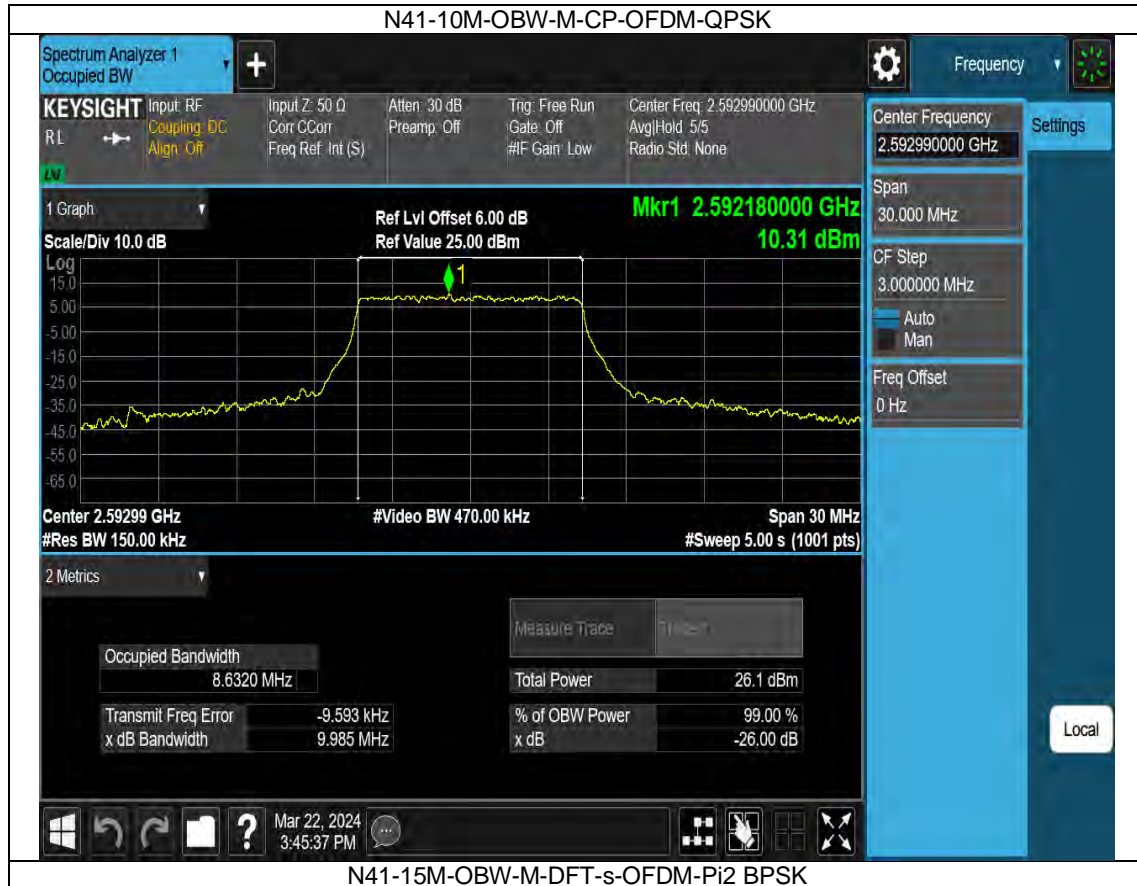 N41-10M-OBW-M-CP-OFDM-QPSK
Spectrum Analyzer 1
Occupied BW
+
Frequency
KEYSIGHT
RL
LXI
Input: RF
Coupling: DC
Align: Off
Input Z: 50 Ω
Corr CCorr
Freq Ref: Int (S)
Atten: 30 dB
Preamp: Off
Trig: Free Run
Gate: Off
#IF Gain: Low
Center Freq: 2.592990000 GHz
Avg|Hold: 5/5
Radio Std: None
Center Frequency
2.592990000 GHz
Settings
Span
30.000 MHz
CF Step
3.000000 MHz
Auto
Man
Freq Offset
0 Hz
Local
1 Graph
Scale/Div 10.0 dB
Ref Lvl Offset 6.00 dB
Ref Value 25.00 dBm
Mkr1 2.592180000 GHz
10.31 dBm
Log
1
15.0
5.00
-5.00
-15.0
-25.0
-35.0
-45.0
-55.0
-65.0
Center 2.59299 GHz
#Video BW 470.00 kHz
Span 30 MHz
#Res BW 150.00 kHz
#Sweep 5.00 s (1001 pts)
2 Metrics
Measure Trace
Occupied Bandwidth
8.6320 MHz
Total Power 26.1 dBm
Transmit Freq Error -9.593 kHz
% of OBW Power 99.00 %
x dB Bandwidth 9.985 MHz
x dB -26.00 dB
?
Mar 22, 2024
3:45:37 PM
N41-15M-OBW-M-DFT-s-OFDM-Pi2 BPSK